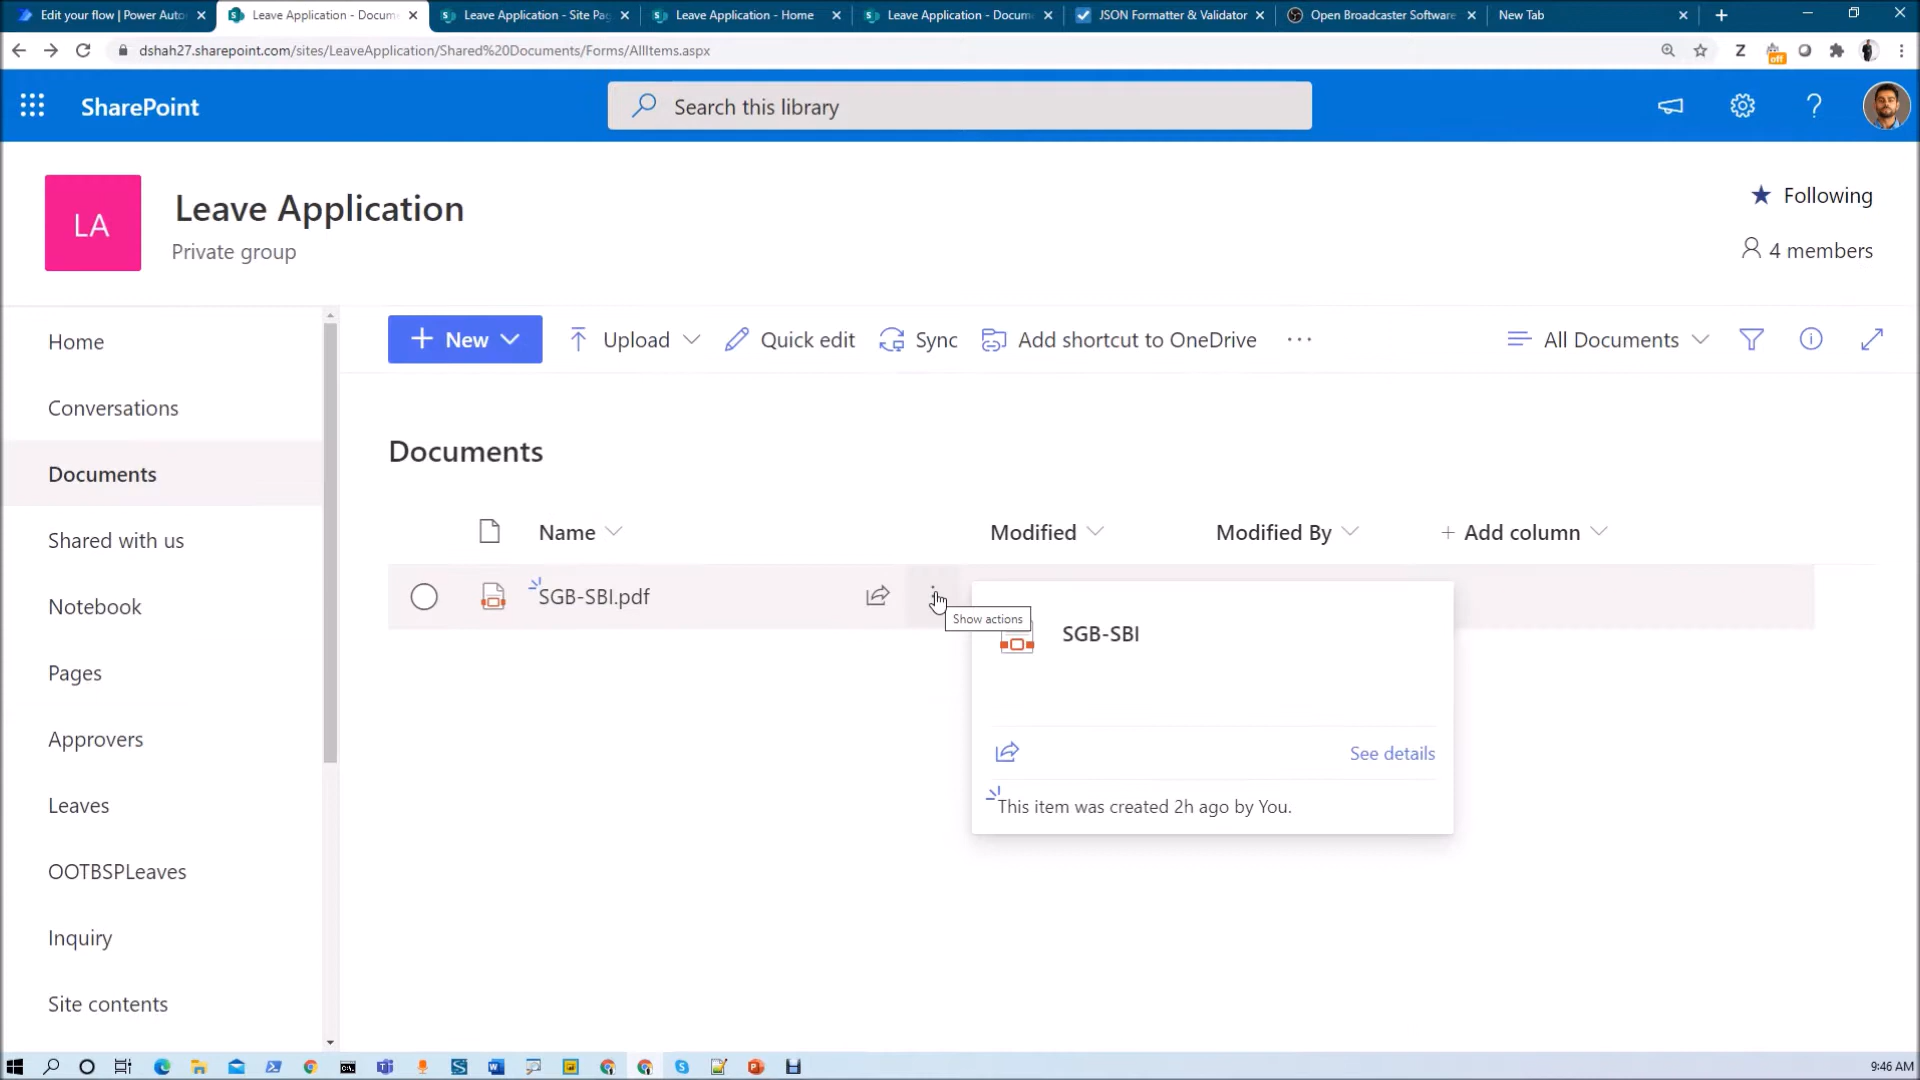 Edit your flow | Power Auto
Leave Application - Docum
Leave Application - Site Pag
Leave Application - Home
Leave Application - Docum
JSON Formatter & Validator
Open Broadcaster Software
New Tab
dshah27.sharepoint.com/sites/LeaveApplication/Shared%20Documents/Forms/AllItems.aspx
Z
off
SharePoint
Search this library
LA
Leave Application
Private group
Following
4 members
Home
Conversations
Documents
Shared with us
Notebook
Pages
Approvers
Leaves
OOTBSPLeaves
Inquiry
Site contents
New
Upload
Quick edit
Sync
Add shortcut to OneDrive
All Documents
Documents
Name
Modified
Modified By
Add column
SGB-SBI.pdf
Show actions
SGB-SBI
See details
This item was created 2h ago by You.
9:46 AM